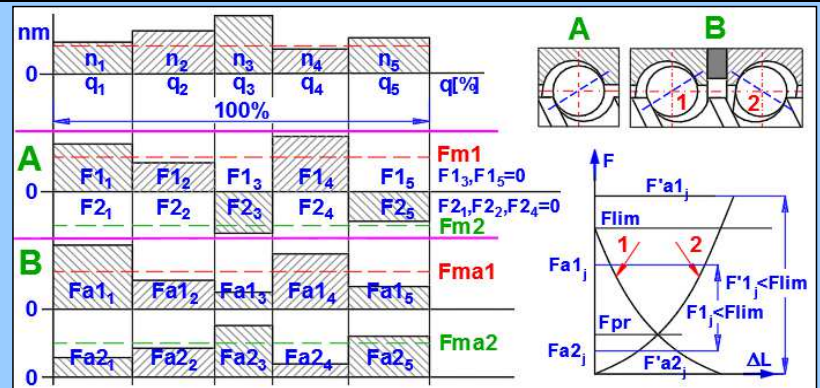 nm
n₁ n₂ n₃ n₄ n₅
0
q₁ q₂ q₃ q₄ q₅ q[%]
100%
A
Fm1
F1₁ F1₂ F1₃ F1₄ F1₅ F1₃,F1₅=0
0
F2₁ F2₂ F2₃ F2₄ F2₅ F2₁,F2₂,F2₄=0
Fm2
B
Fma1
Fa1₁ Fa1₂ Fa1₃ Fa1₄ Fa1₅
0
Fma2
Fa2₁ Fa2₂ Fa2₃ Fa2₄ Fa2₅
0
A B
1 2
F
F'a1ⱼ
Flim
1 2
Fa1ⱼ
F'1ⱼ<Flim
F1ⱼ<Flim
Fpr
Fa2ⱼ
F'a2ⱼ
ΔL